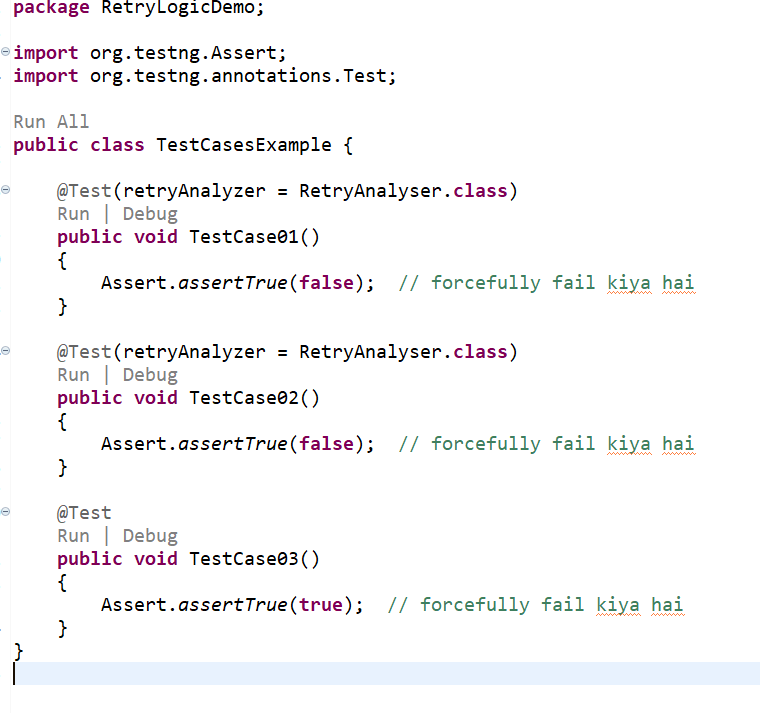 package RetryLogicDemo;
import org.testng.Assert;
import org.testng.annotations.Test;
Run All
public class TestCasesExample {
@Test(retryAnalyzer = RetryAnalyser.class)
Run | Debug
public void TestCase01()
{
Assert.assertTrue(false);  // forcefully fail kiya hai
}
@Test(retryAnalyzer = RetryAnalyser.class)
Run | Debug
public void TestCase02()
{
Assert.assertTrue(false);  // forcefully fail kiya hai
}
@Test
Run | Debug
public void TestCase03()
{
Assert.assertTrue(true);  // forcefully fail kiya hai
}
}